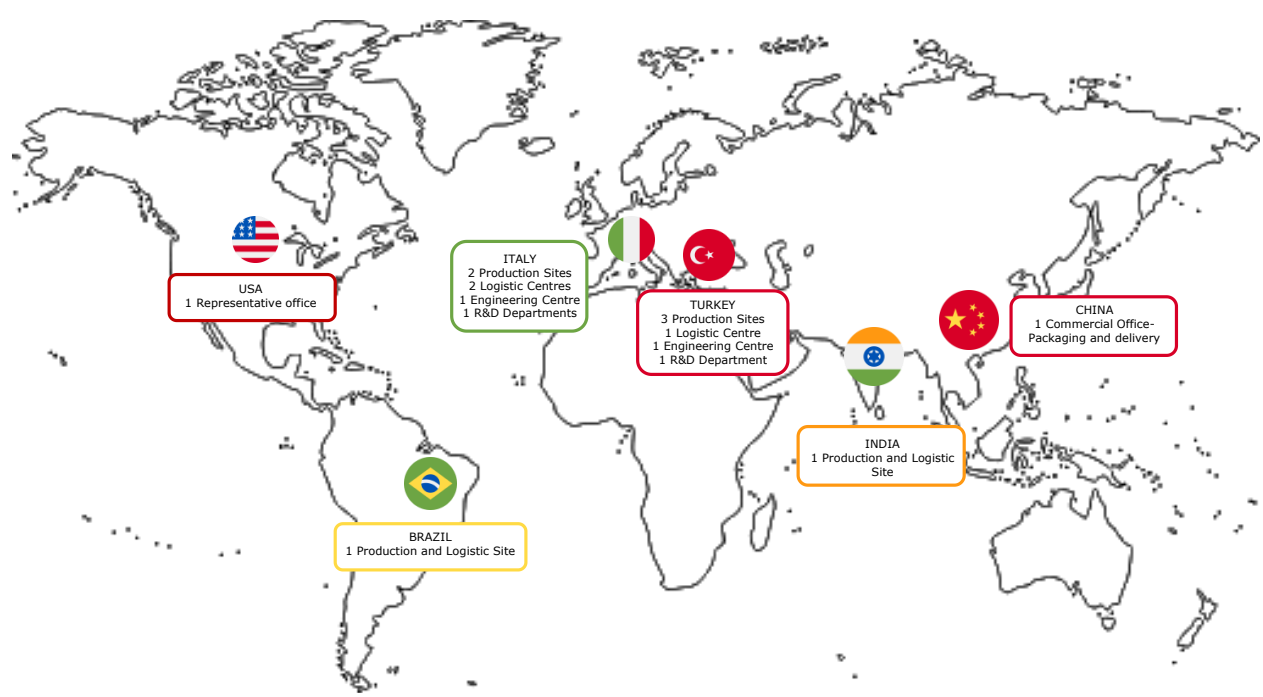 USA
1 Representative office
ITALY
2 Production Sites
2 Logistic Centres
1 Engineering Centre
1 R&D Departments
TURKEY
3 Production Sites
1 Logistic Centre
1 Engineering Centre
1 R&D Department
CHINA
1 Commercial Office-
Packaging and delivery
INDIA
1 Production and Logistic
Site
BRAZIL
1 Production and Logistic Site